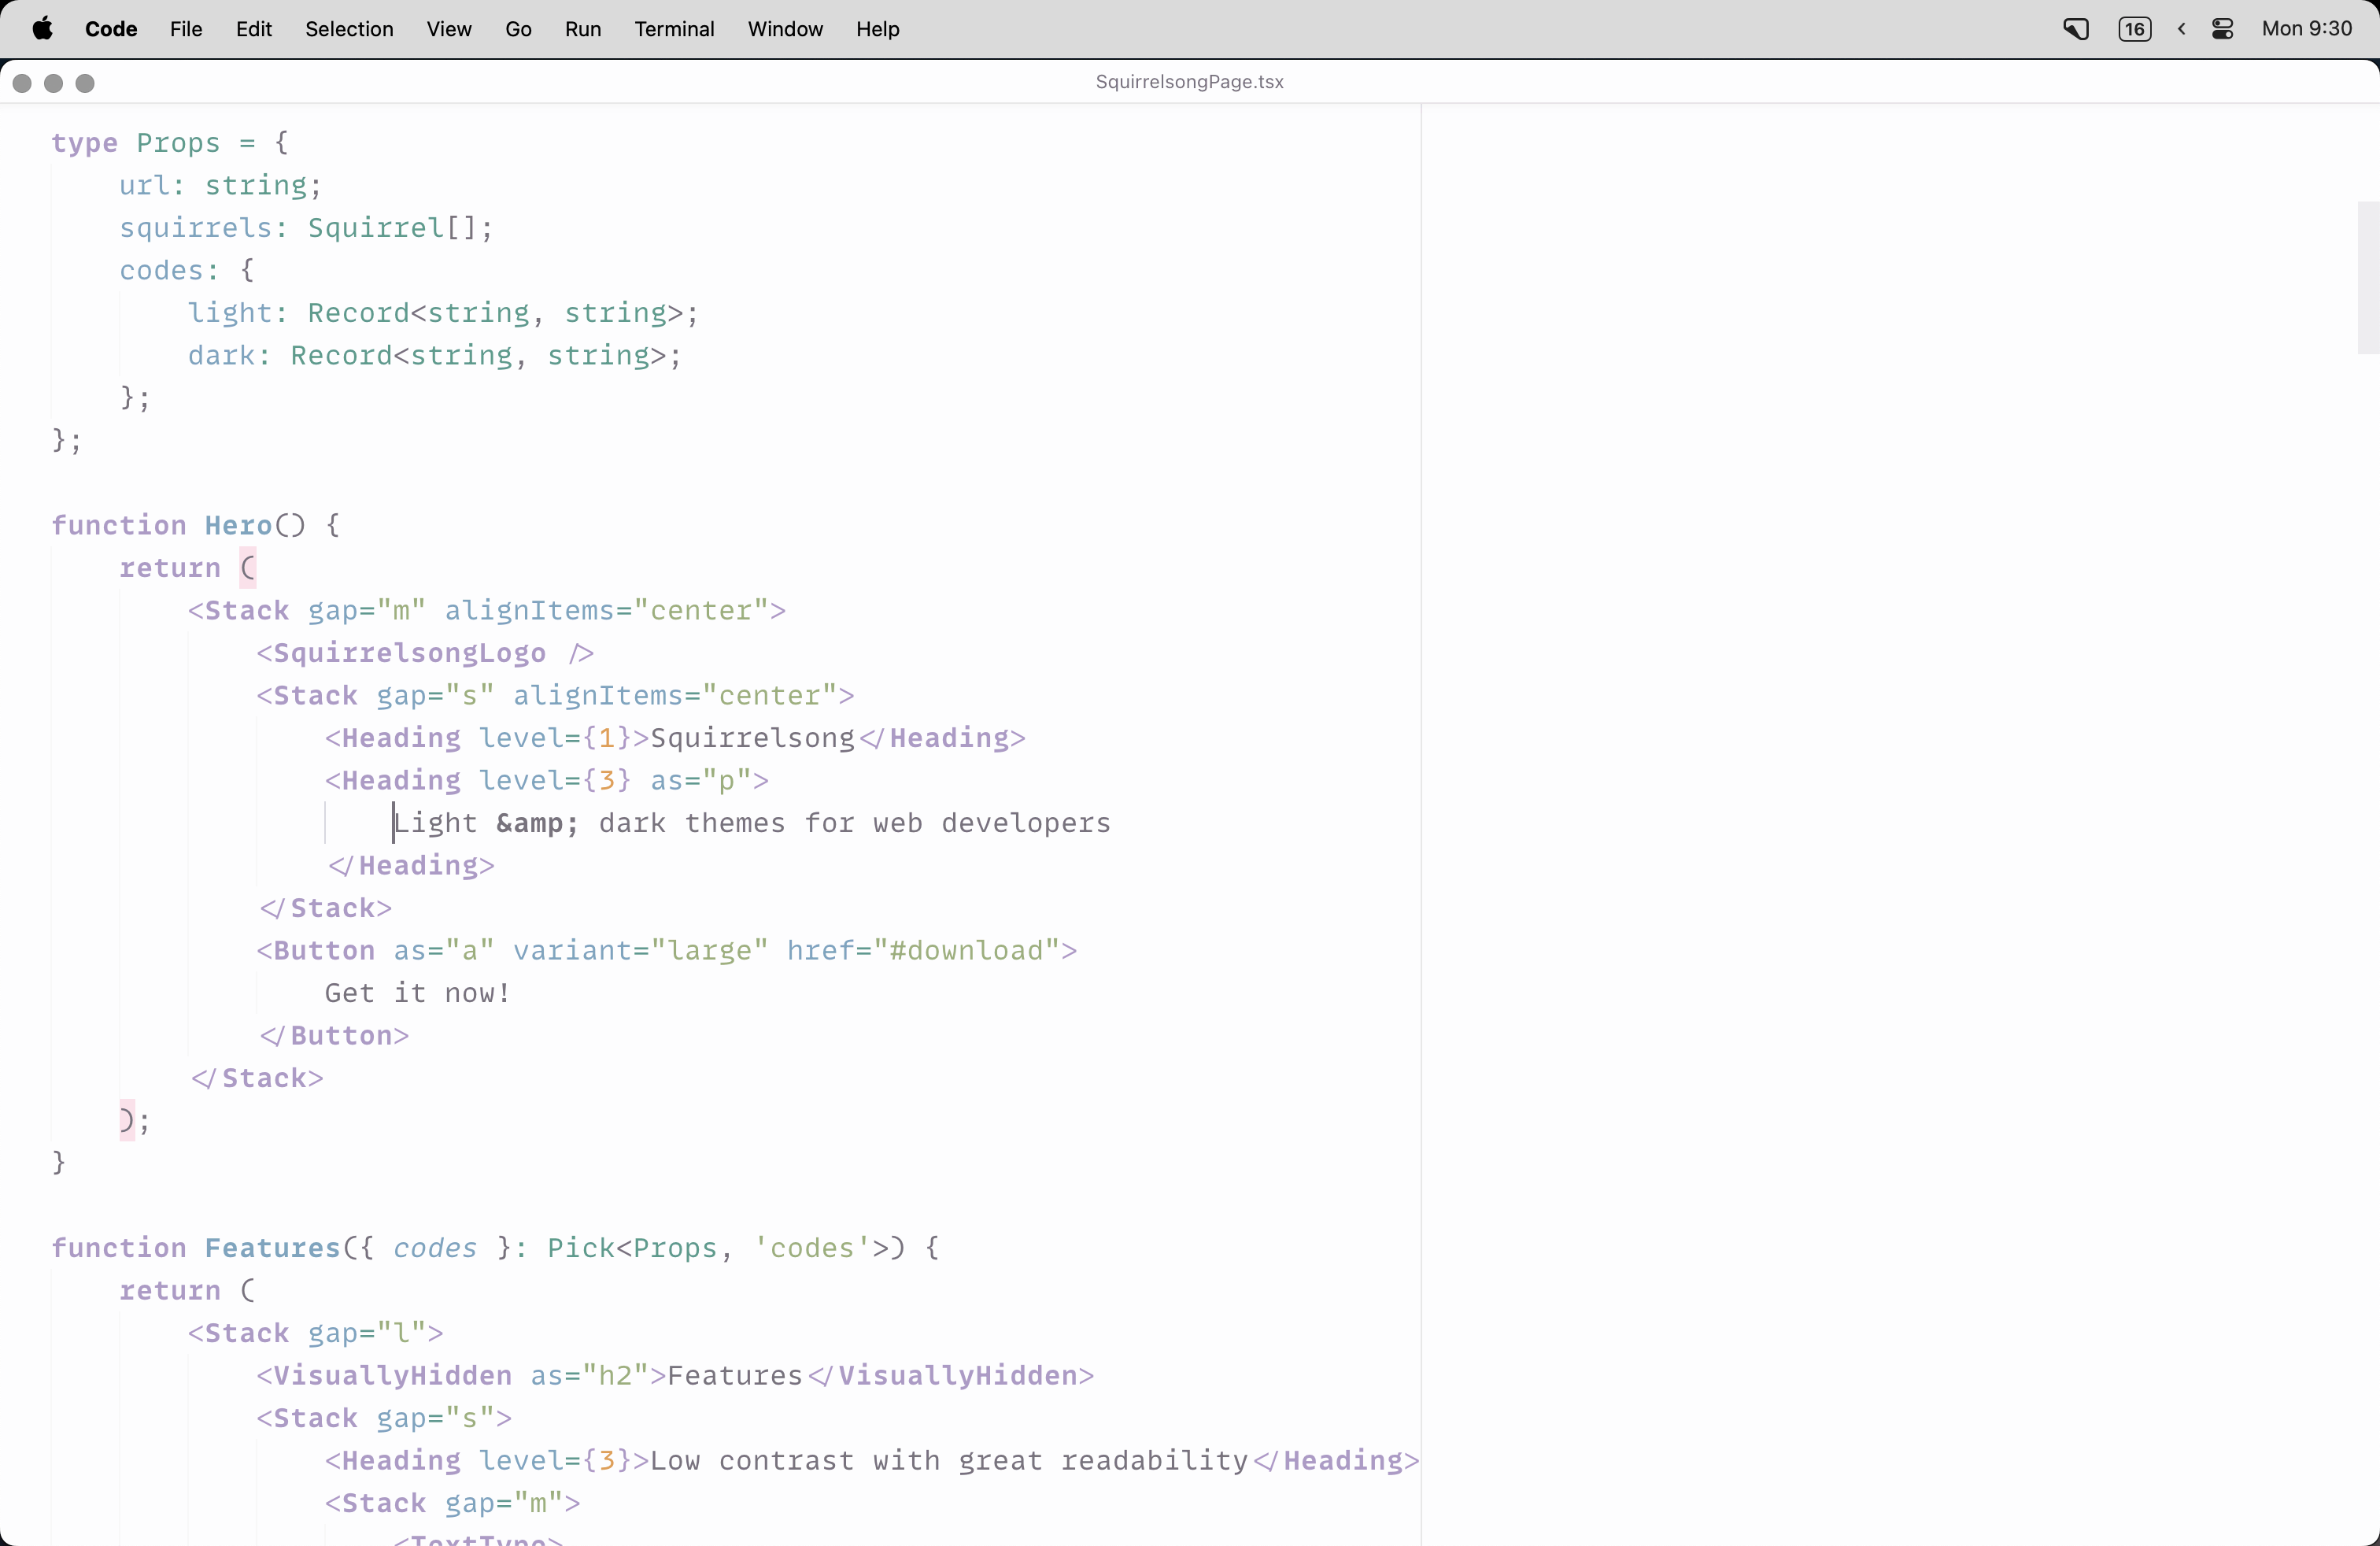 Code File Edit Selection View Go Run Terminal Window Help 16 Mon 9:30
SquirrelsongPage.tsx
type Props = {
    url: string;
    squirrels: Squirrel[];
    codes: {
        light: Record<string, string>;
        dark: Record<string, string>;
    };
};

function Hero() {
    return (
        <Stack gap="m" alignItems="center">
            <SquirrelsongLogo />
            <Stack gap="s" alignItems="center">
                <Heading level={1}>Squirrelsong</Heading>
                <Heading level={3} as="p">
                    Light &amp; dark themes for web developers
                </Heading>
            </Stack>
            <Button as="a" variant="large" href="#download">
                Get it now!
            </Button>
        </Stack>
    );
}

function Features({ codes }: Pick<Props, 'codes'>) {
    return (
        <Stack gap="l">
            <VisuallyHidden as="h2">Features</VisuallyHidden>
            <Stack gap="s">
                <Heading level={3}>Low contrast with great readability</Heading>
                <Stack gap="m">
                    <TextTypo>